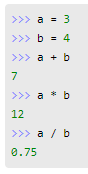 >>> a = 3
>>> b = 4
>>> a + b
7
>>> a * b
12
>>> a / b
0.75